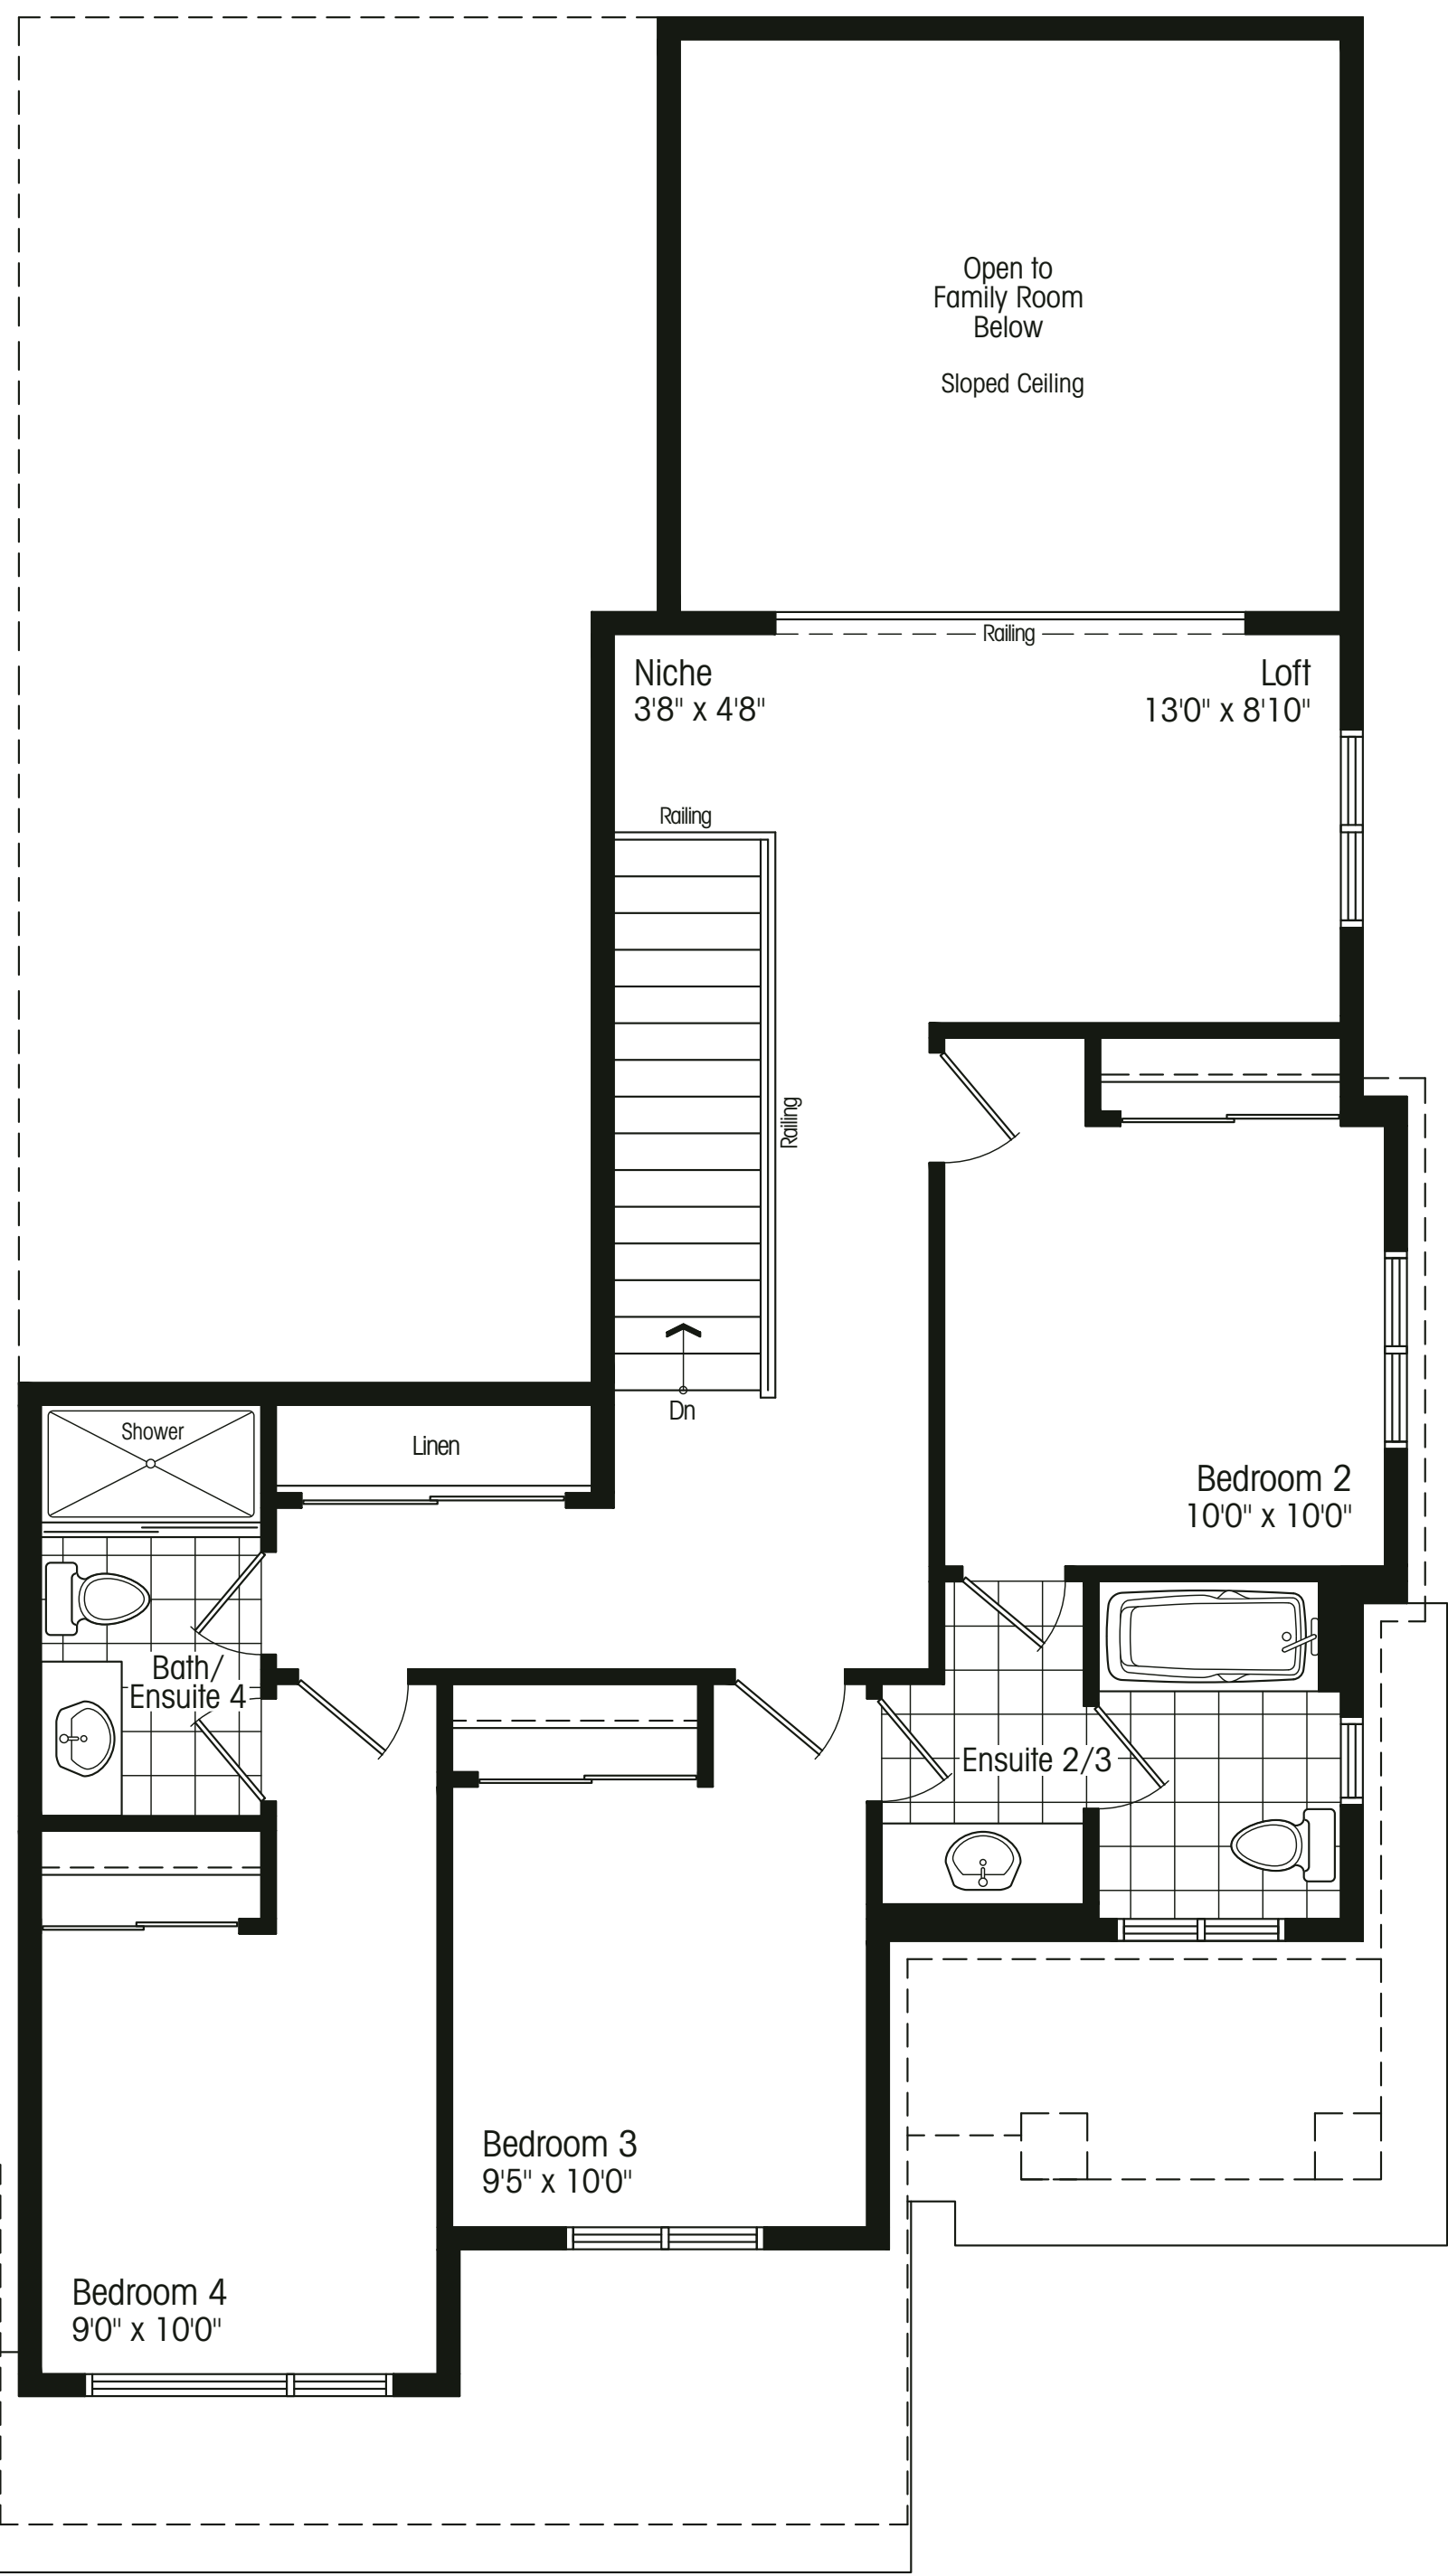 Open to
Family Room
Below
Sloped Ceiling
Railing
Niche
3'8" x 4'8"
Loft
13'0" x 8'10"
Railing
Railing
Dn
Shower
Linen
Bedroom 2
10'0" x 10'0"
Bath/
Ensuite 4
Ensuite 2/3
Bedroom 3
9'5" x 10'0"
Bedroom 4
9'0" x 10'0"